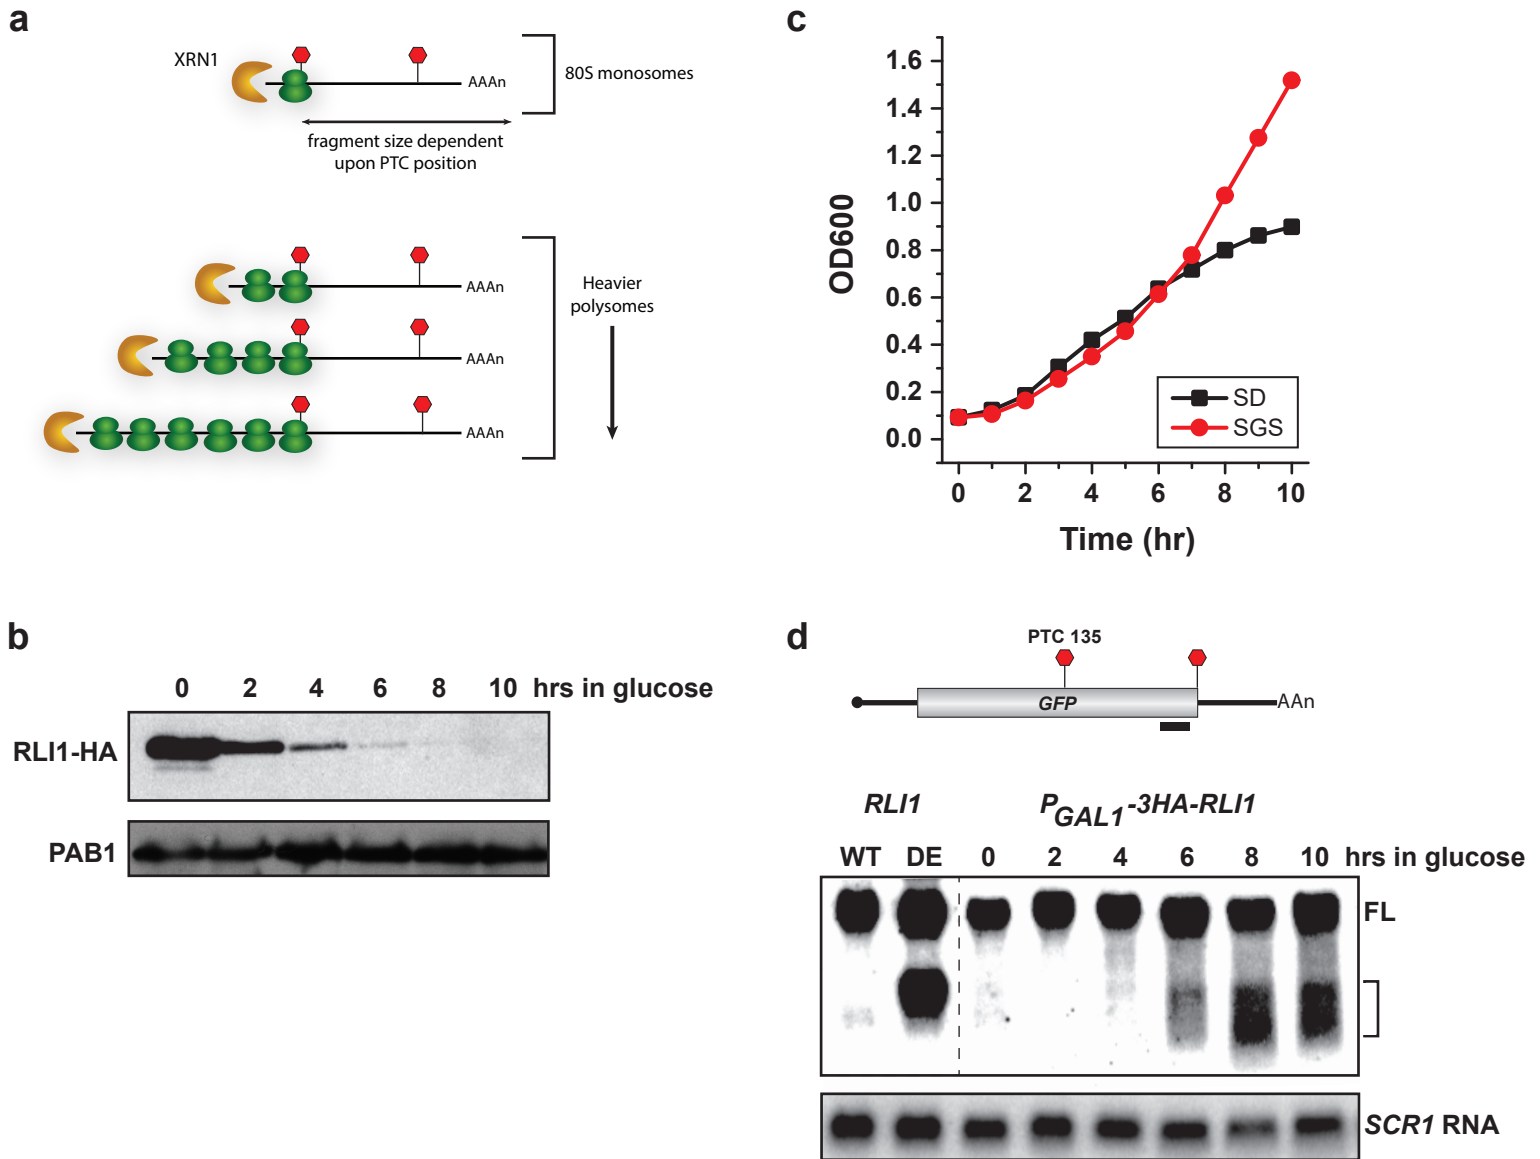 a
XRN1
AAAn
80S monosomes
fragment size dependent
upon PTC position
AAAn
Heavier
polysomes
AAAn
AAAn
b
0 2 4 6 8 10 hrs in glucose
RLI1-HA
PAB1
c
OD600
1.6
1.4
1.2
1.0
0.8
0.6
0.4
0.2
0.0
SD
SGS
0 2 4 6 8 10
Time (hr)
d
PTC 135
GFP
AAn
RLI1 PGAL1-3HA-RLI1
WT DE 0 2 4 6 8 10 hrs in glucose
FL
SCR1 RNA